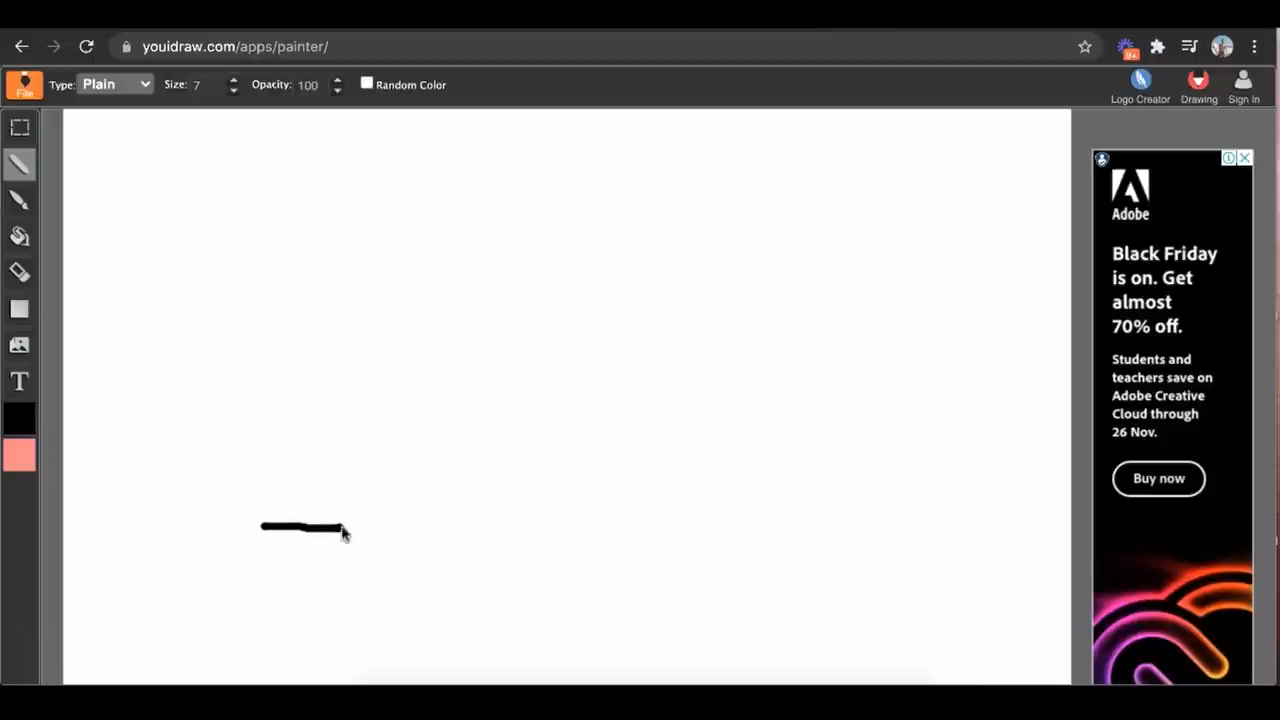 youidraw.com/apps/painter/
9+
File
Type: Plain
Size: 7
Opacity: 100
Random Color
Logo Creator
Drawing
Sign In
T
Adobe
Black Friday
is on. Get
almost
70% off.
Students and
teachers save on
Adobe Creative
Cloud through
26 Nov.
Buy now